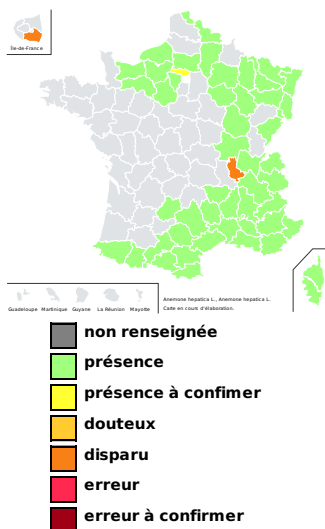 Île-de-France
Guadeloupe Martinique Guyane La Réunion Mayotte
Anemone hepatica L., Anemone hepatica L.
Carte en cours d'élaboration.
non renseignée
présence
présence à confimer
douteux
disparu
erreur
erreur à confirmer